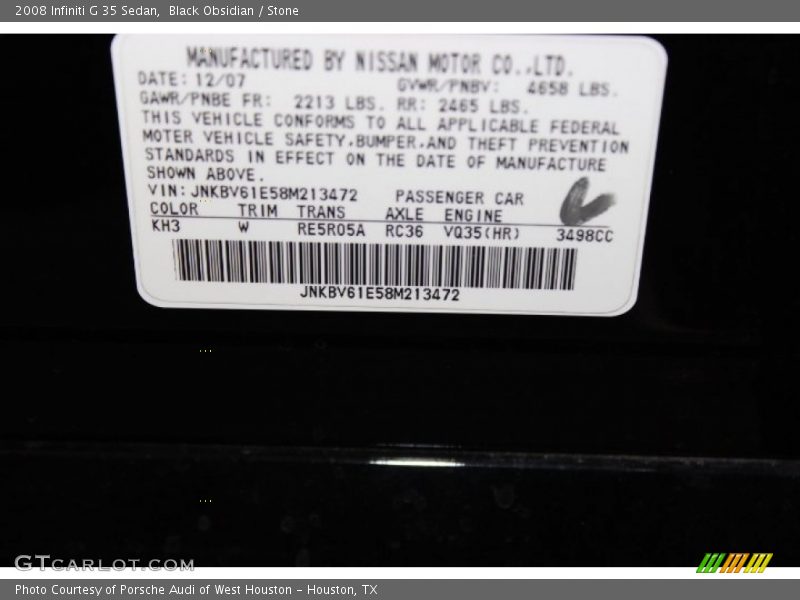 2008 Infiniti G 35 Sedan,  Black Obsidian / Stone
MANUFACTURED BY NISSAN MOTOR CO.,LTD.
DATE: 12/07 GVWR/PNBV: 4658 LBS.
GAWR/PNBE FR: 2213 LBS. RR: 2465 LBS.
THIS VEHICLE CONFORMS TO ALL APPLICABLE FEDERAL
MOTER VEHICLE SAFETY,BUMPER,AND THEFT PREVENTION
STANDARDS IN EFFECT ON THE DATE OF MANUFACTURE
SHOWN ABOVE.
VIN: JNKBV61E58M213472 PASSENGER CAR
COLOR TRIM TRANS AXLE ENGINE
KH3 W RE5R05A RC36 VQ35(HR) 3498CC
JNKBV61E58M213472
GTCARLOT.COM
Photo Courtesy of Porsche Audi of West Houston - Houston, TX